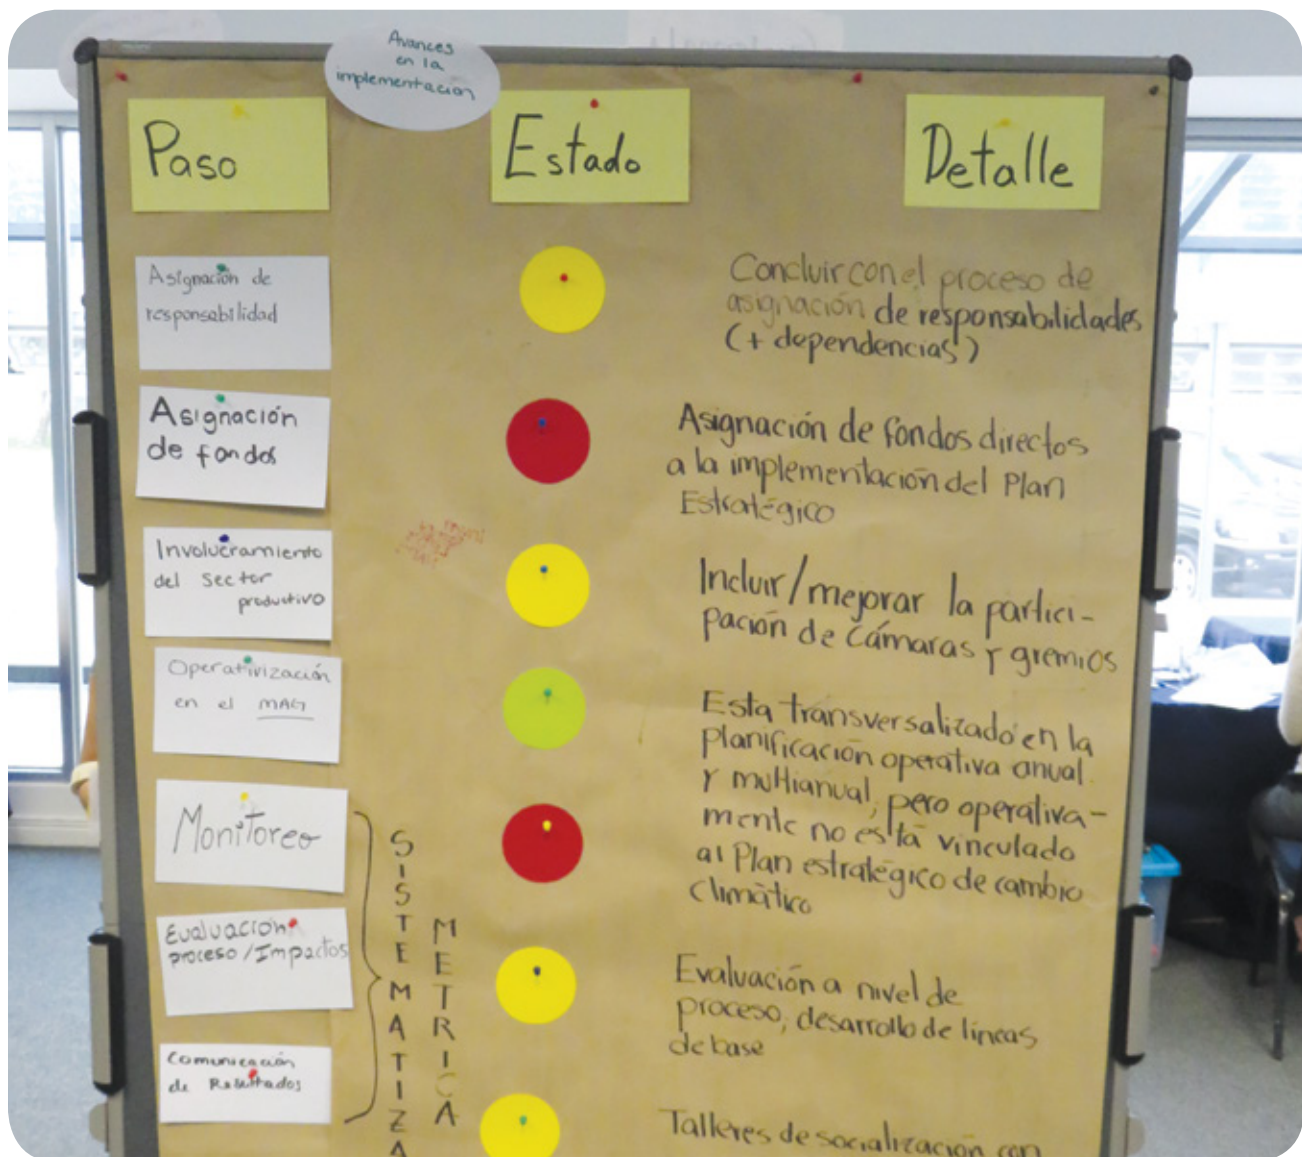 Avances
en la
implementación
Paso
Estado
Detalle
Asignación de
responsabilidad
Concluir con el proceso de
asignación de responsabilidades
(+ dependencias)
Asignación
de fondos
Asignación de fondos directos
a la implementación del Plan
Estratégico
Involucramiento
del sector
productivo
Incluir/mejorar la partici-
pación de Cámaras y gremios
Operativización
en el MAG
Esta transversalizado en la
planificación operativa anual
y multianual, pero operativa-
mente no está vinculado
al Plan estratégico de cambio
climático
Monitoreo
Evaluación
proceso/Impactos
Evaluación a nivel de
proceso, desarrollo de líneas
de base
Comunicación
de Resultados
SISTEMATIZA
METRICA
Talleres de socialización con